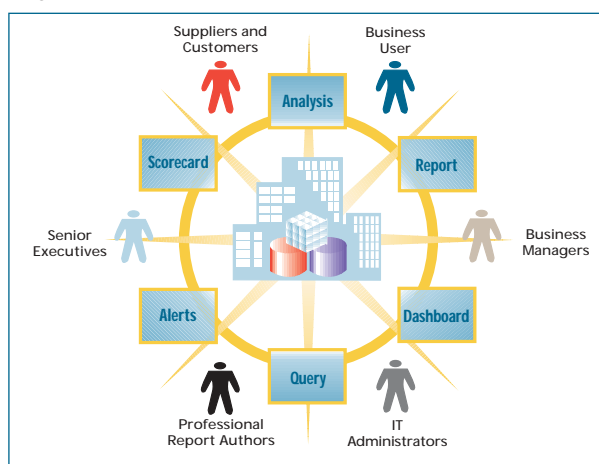 Suppliers and
Customers
Business
User
Analysis
Scorecard
Report
Senior
Executives
Business
Managers
Alerts
Dashboard
Query
Professional
Report Authors
IT
Administrators